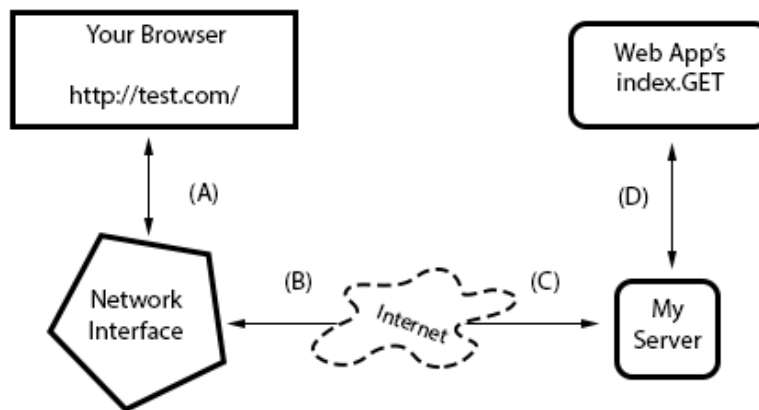 Your Browser
http://test.com/
Web App's
index.GET
(A)
(D)
Network
Interface
(B)
Internet
(C)
My
Server